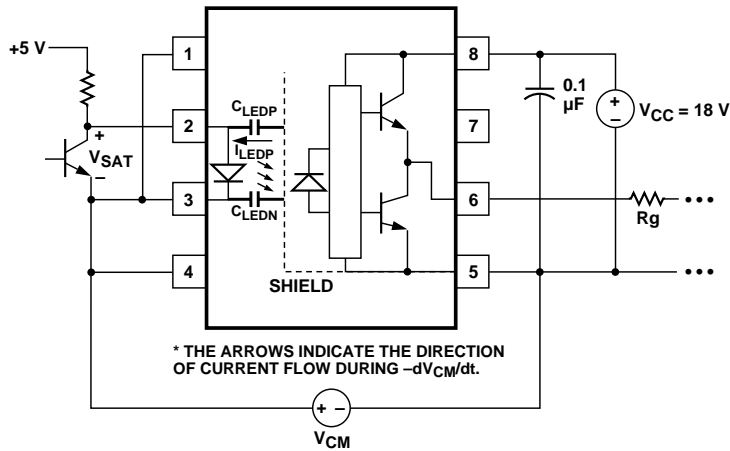 +5 V
1
8
C_LEDP
0.1
µF
V_CC = 18 V
+
–
2
+
V_SAT
–
I_LEDP
7
3
C_LEDN
6
Rg
•••
4
SHIELD
5
•••
* THE ARROWS INDICATE THE DIRECTION
OF CURRENT FLOW DURING –dV_CM/dt.
+ –
V_CM